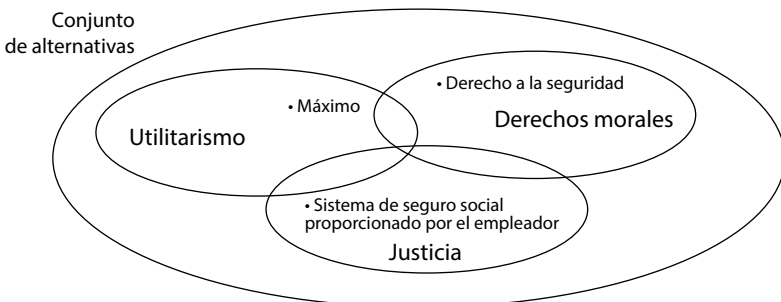 Conjunto
de alternativas
• Derecho a la seguridad
• Máximo
Derechos morales
Utilitarismo
• Sistema de seguro social
proporcionado por el empleador
Justicia